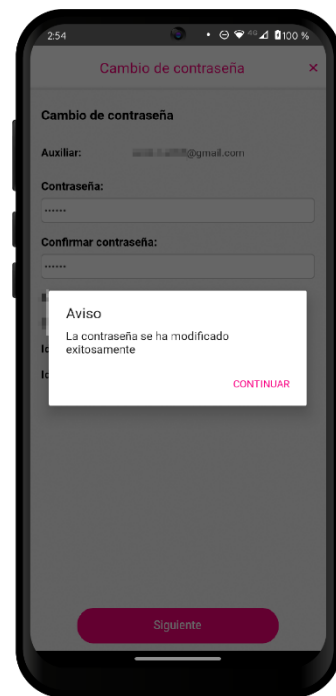 2:54
4G
100 %
Cambio de contraseña
×
Cambio de contraseña
Auxiliar: @gmail.com
Contraseña:
......
Confirmar contraseña:
......
Aviso
La contraseña se ha modificado
exitosamente
CONTINUAR
Siguiente